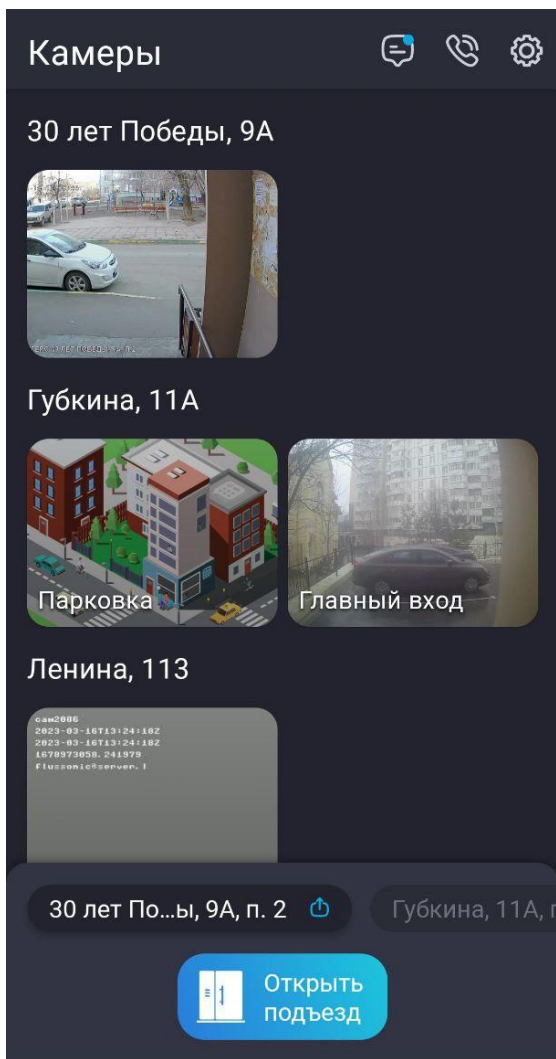 Камеры
30 лет Победы, 9А
Губкина, 11А
Парковка
Главный вход
Ленина, 113
cam2006
2023-03-16T13:24:18Z
2023-03-16T13:24:18Z
1678973058.241979
flussonic@server.l
30 лет По...ы, 9А, п. 2
Губкина, 11А,
Открыть
подъезд